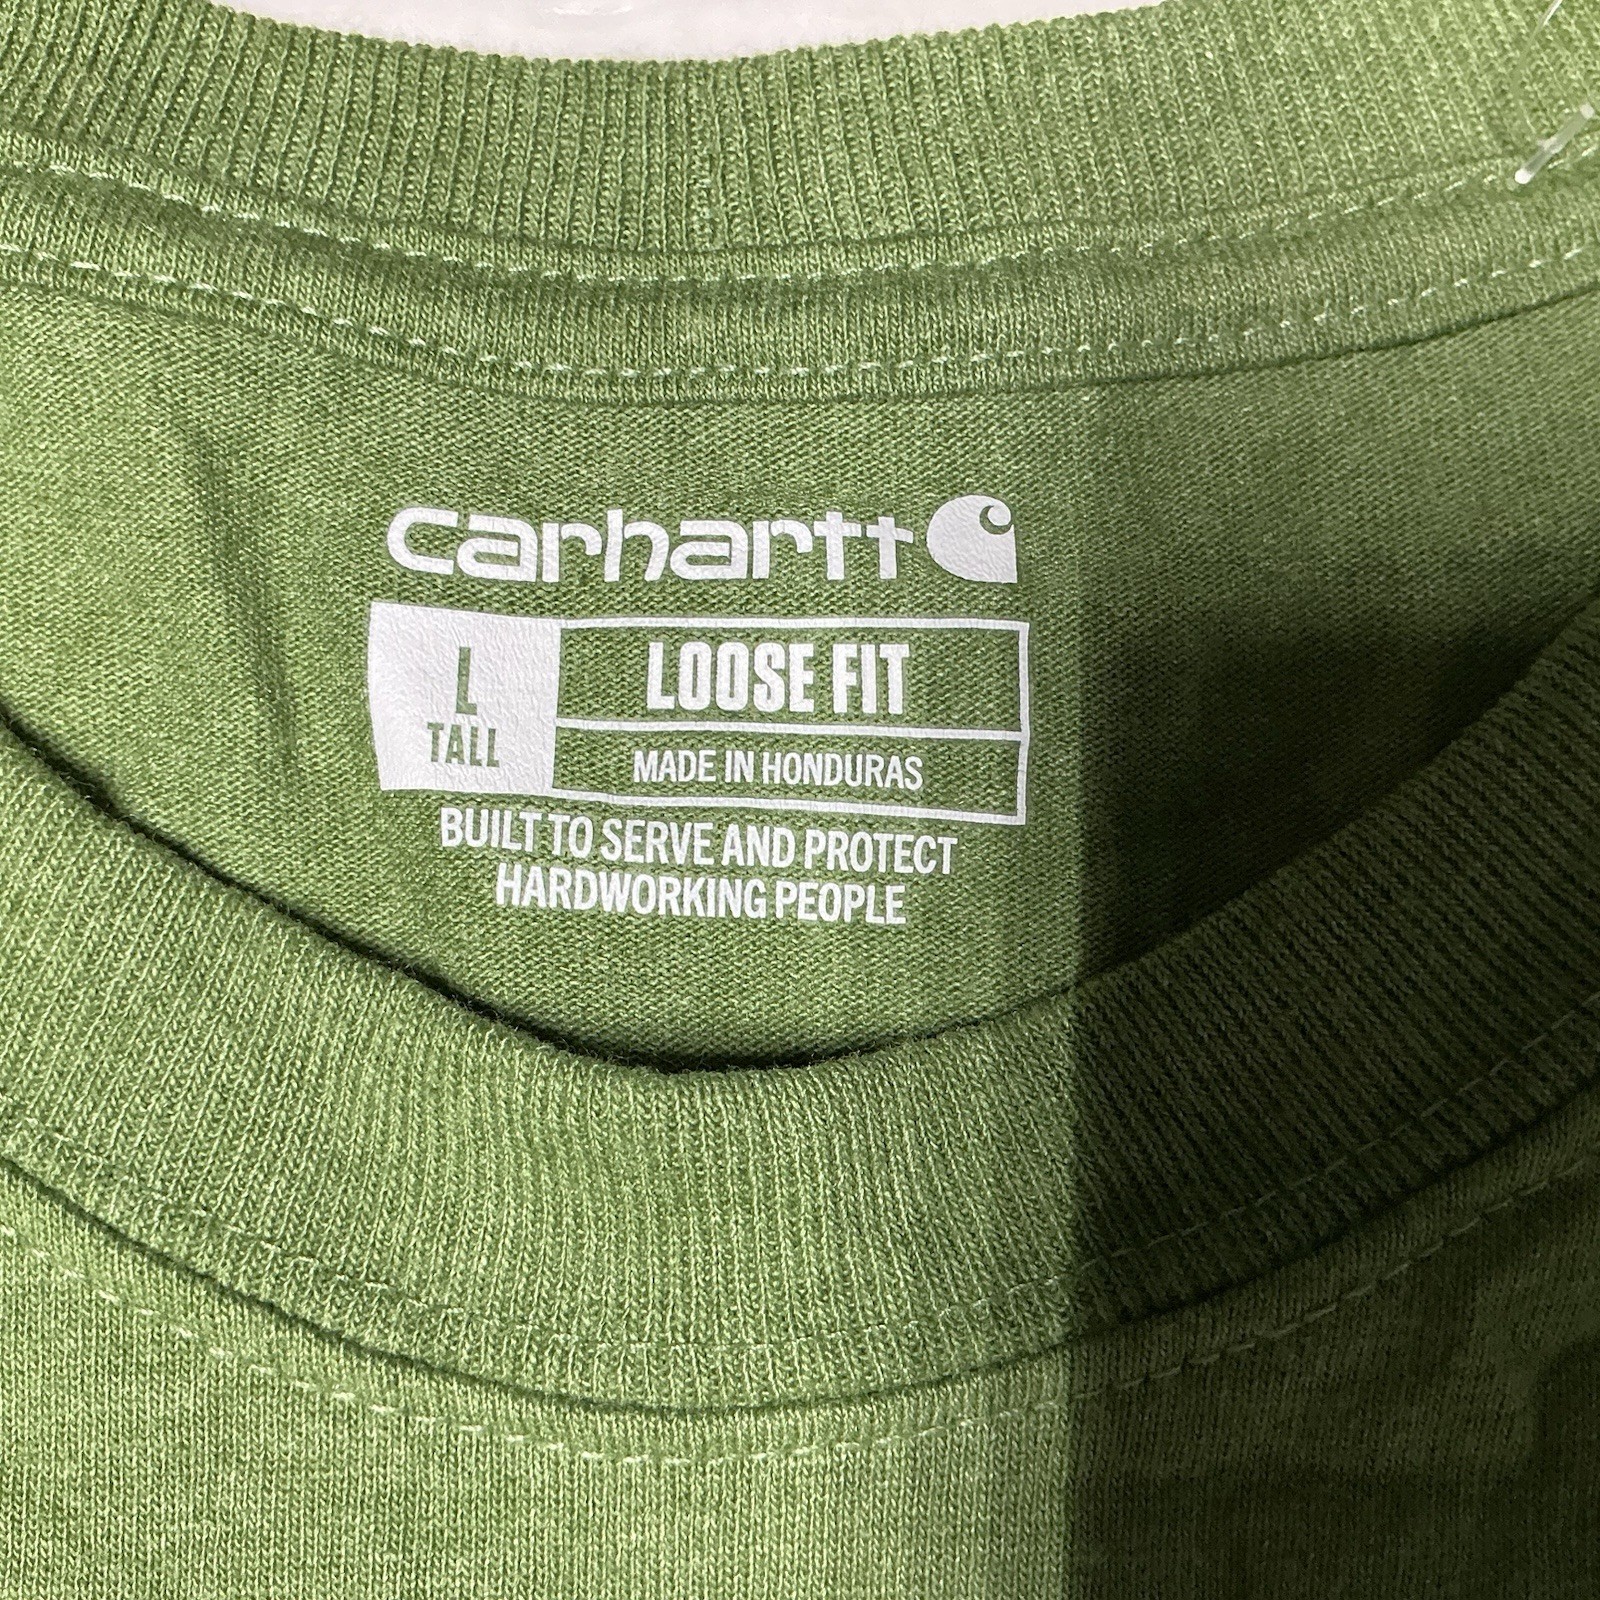 carhartt
L
TALL
LOOSE FIT
MADE IN HONDURAS
BUILT TO SERVE AND PROTECT
HARDWORKING PEOPLE